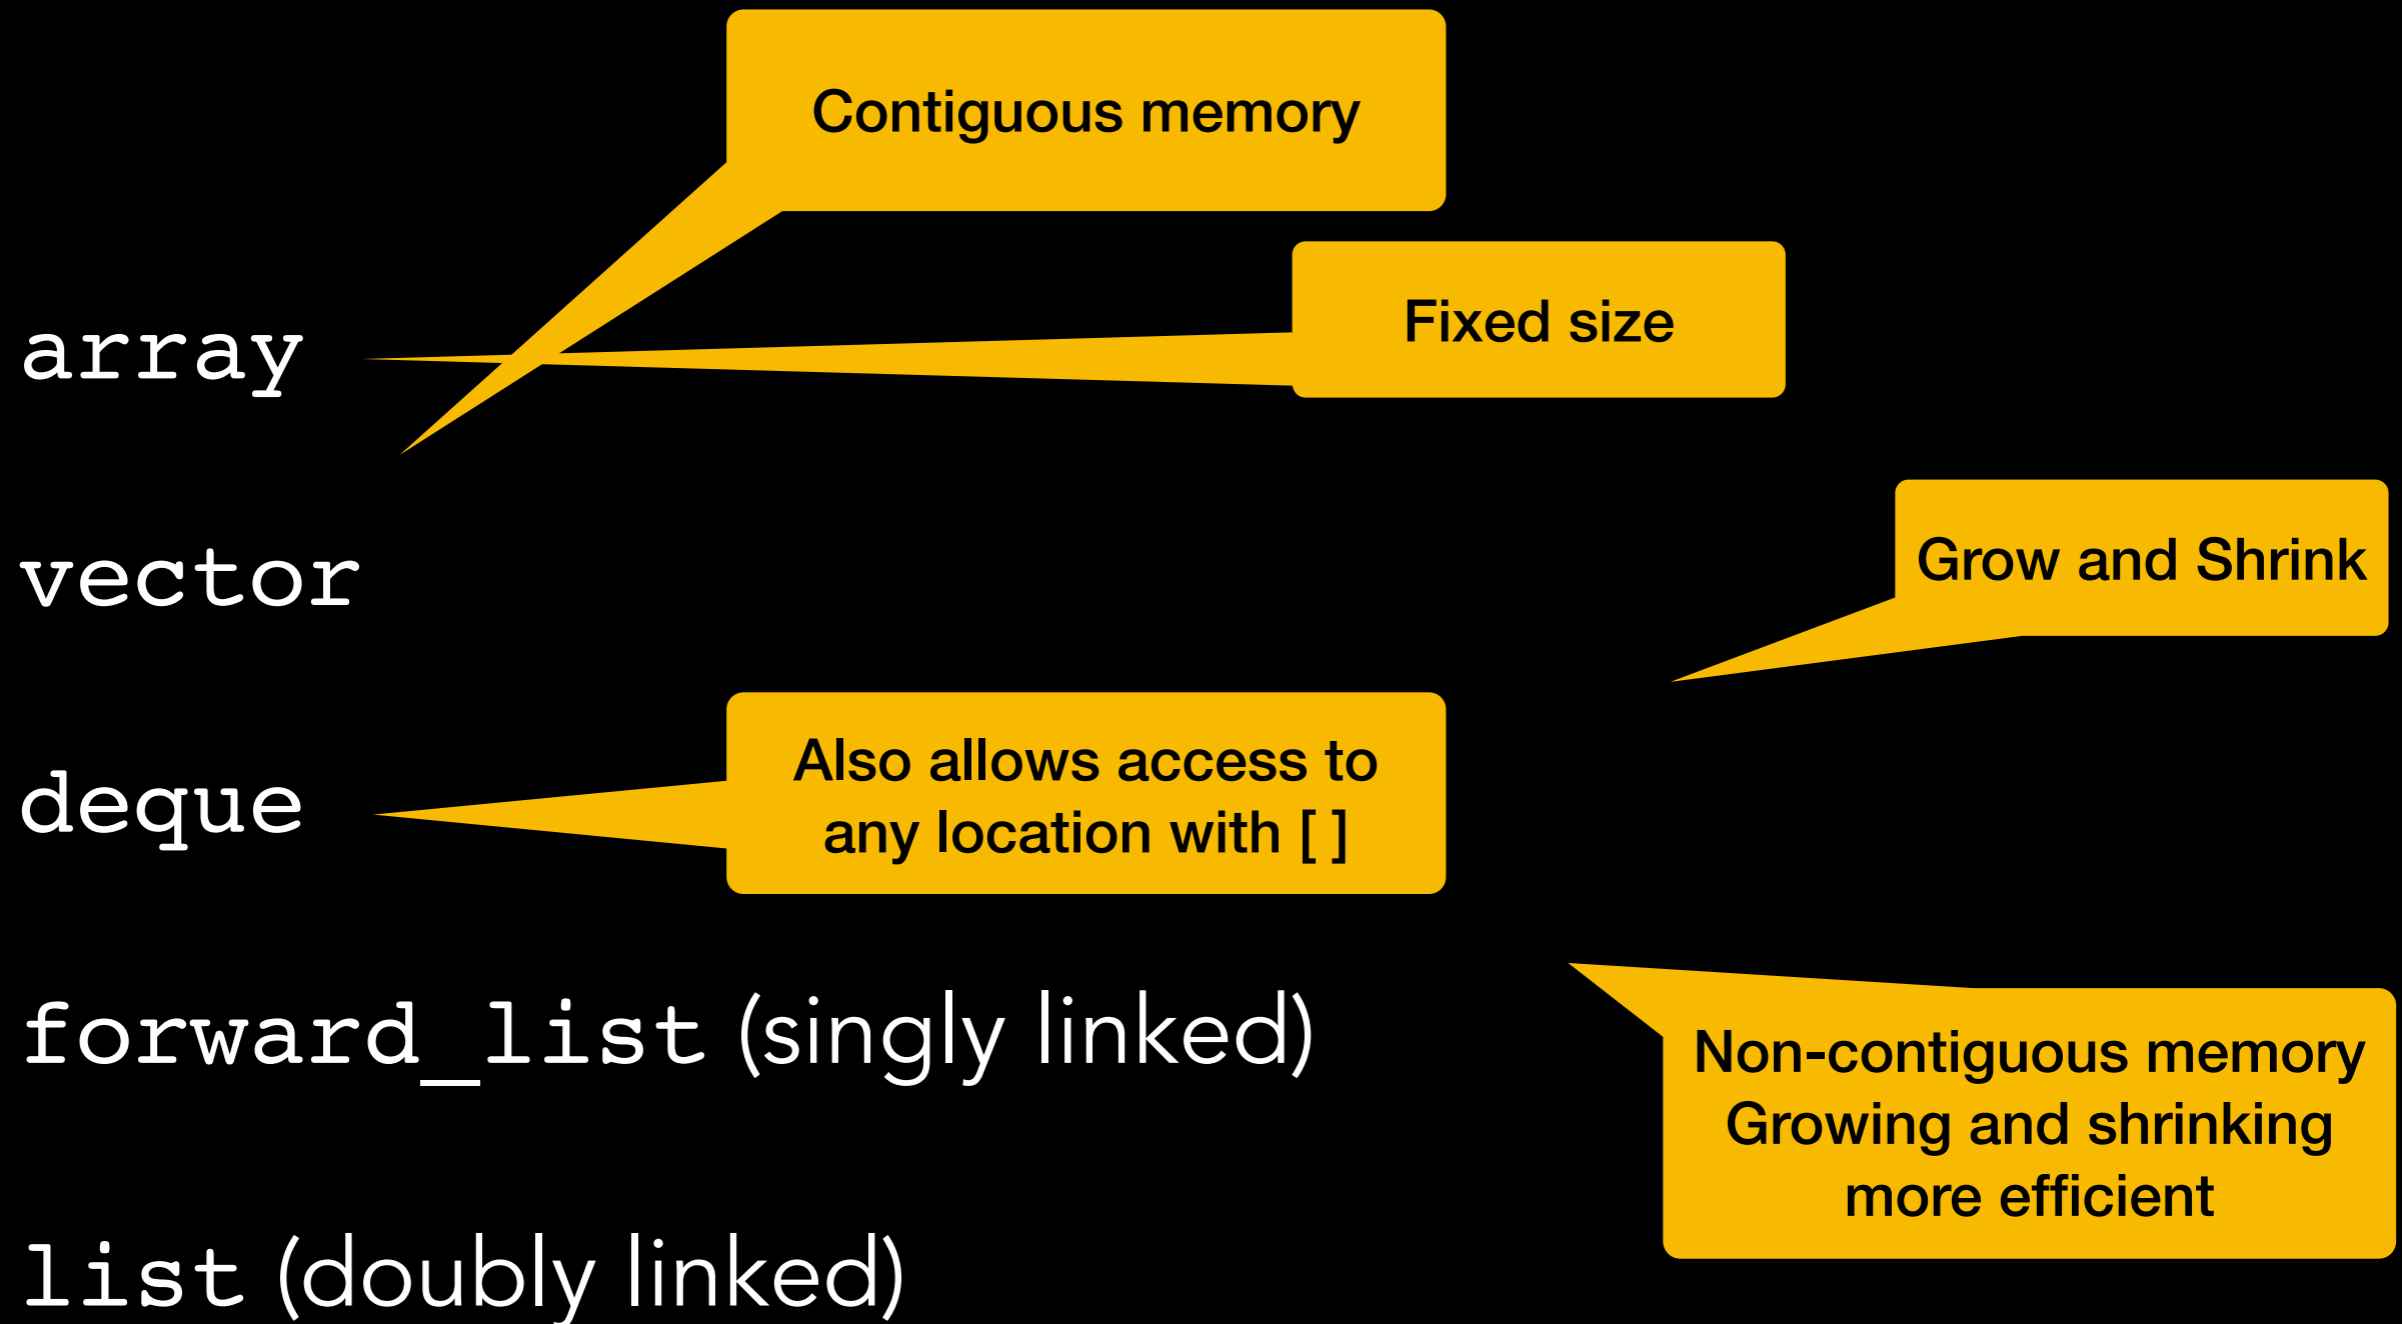 Contiguous memory
Fixed size
array
Grow and Shrink
vector
Also allows access to
any location with [ ]
deque
forward_list (singly linked)
Non-contiguous memory
Growing and shrinking
more efficient
list (doubly linked)